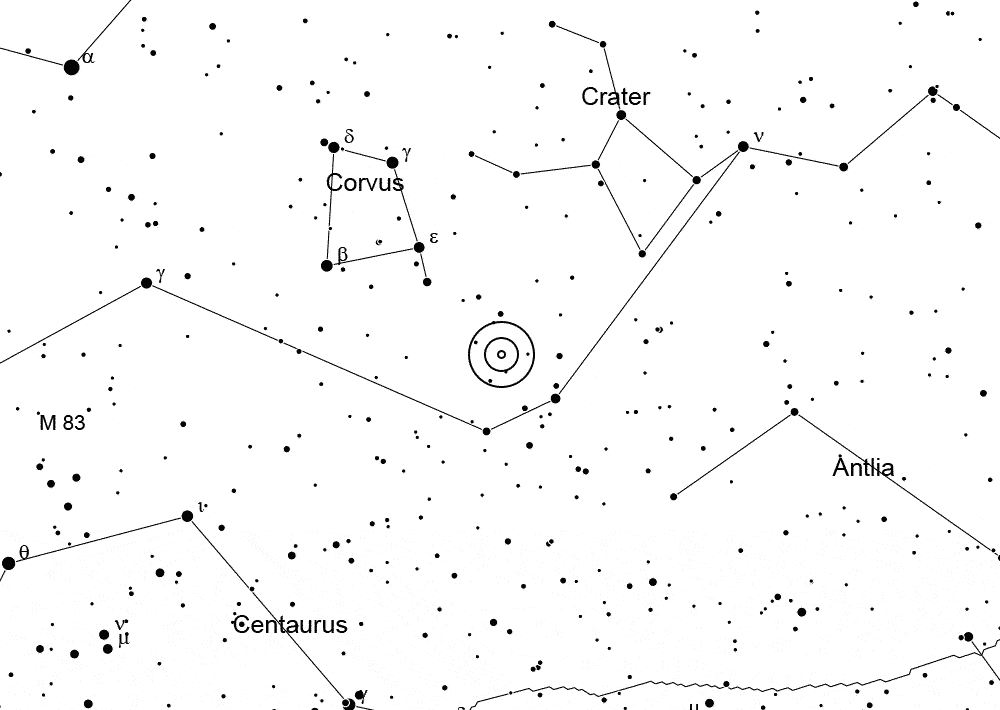 α
Crater
δ
γ
ν
Corvus
ε
β
γ
M 83
Antlia
ι
θ
Centaurus
ν
μ
γ